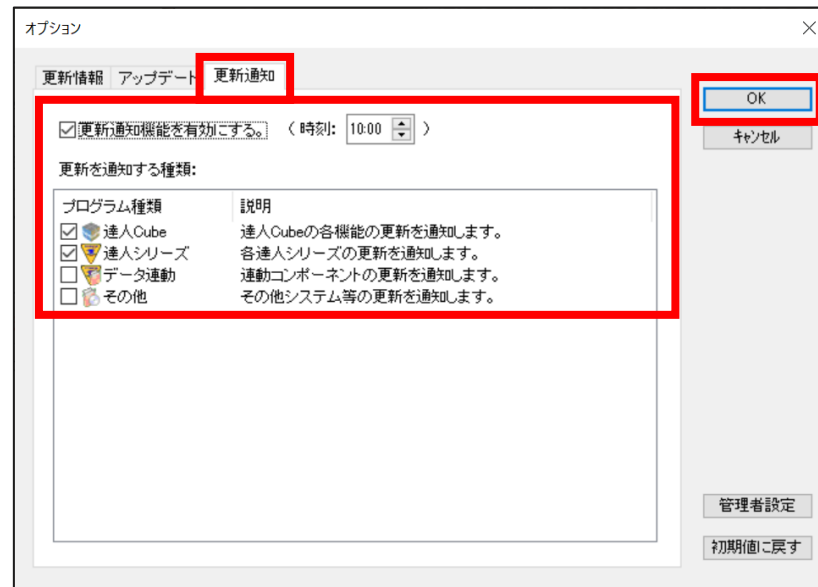 オプション
更新情報 アップデート 更新通知
OK
更新通知機能を有効にする。 （時刻: 10:00 ）
キャンセル
更新を通知する種類:
プログラム種類 説明
達人Cube 達人Cubeの各機能の更新を通知します。
達人シリーズ 各達人シリーズの更新を通知します。
データ連動 連動コンポーネントの更新を通知します。
その他 その他システム等の更新を通知します。
管理者設定
初期値に戻す